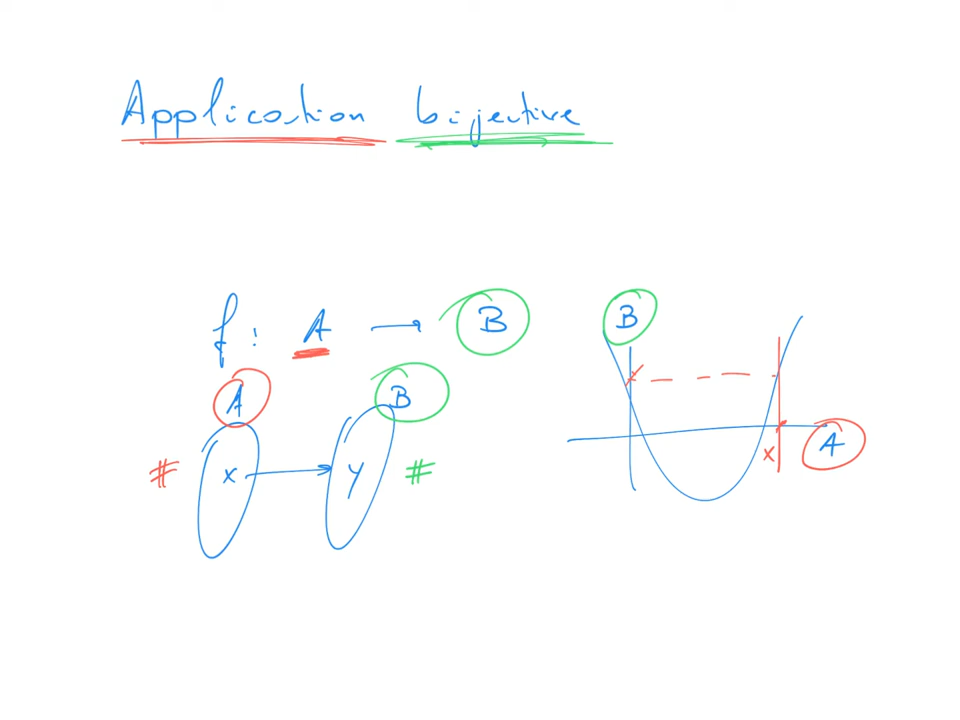 Application bijective
f : A → B
A B B
# x → y # x A